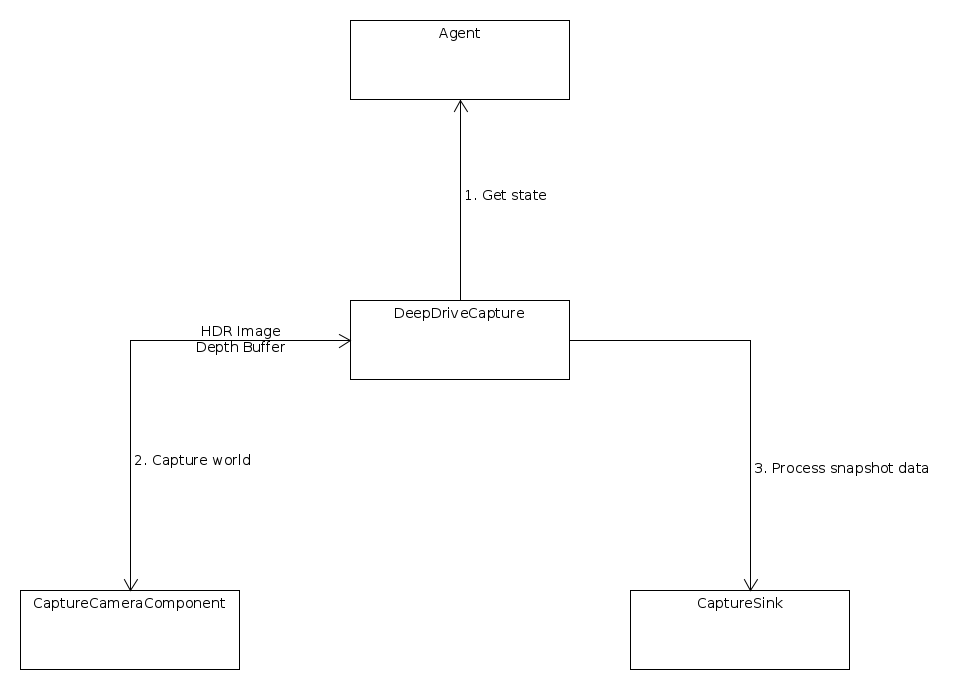 Agent
1. Get state
DeepDriveCapture
HDR Image
Depth Buffer
2. Capture world
3. Process snapshot data
CaptureCameraComponent
CaptureSink